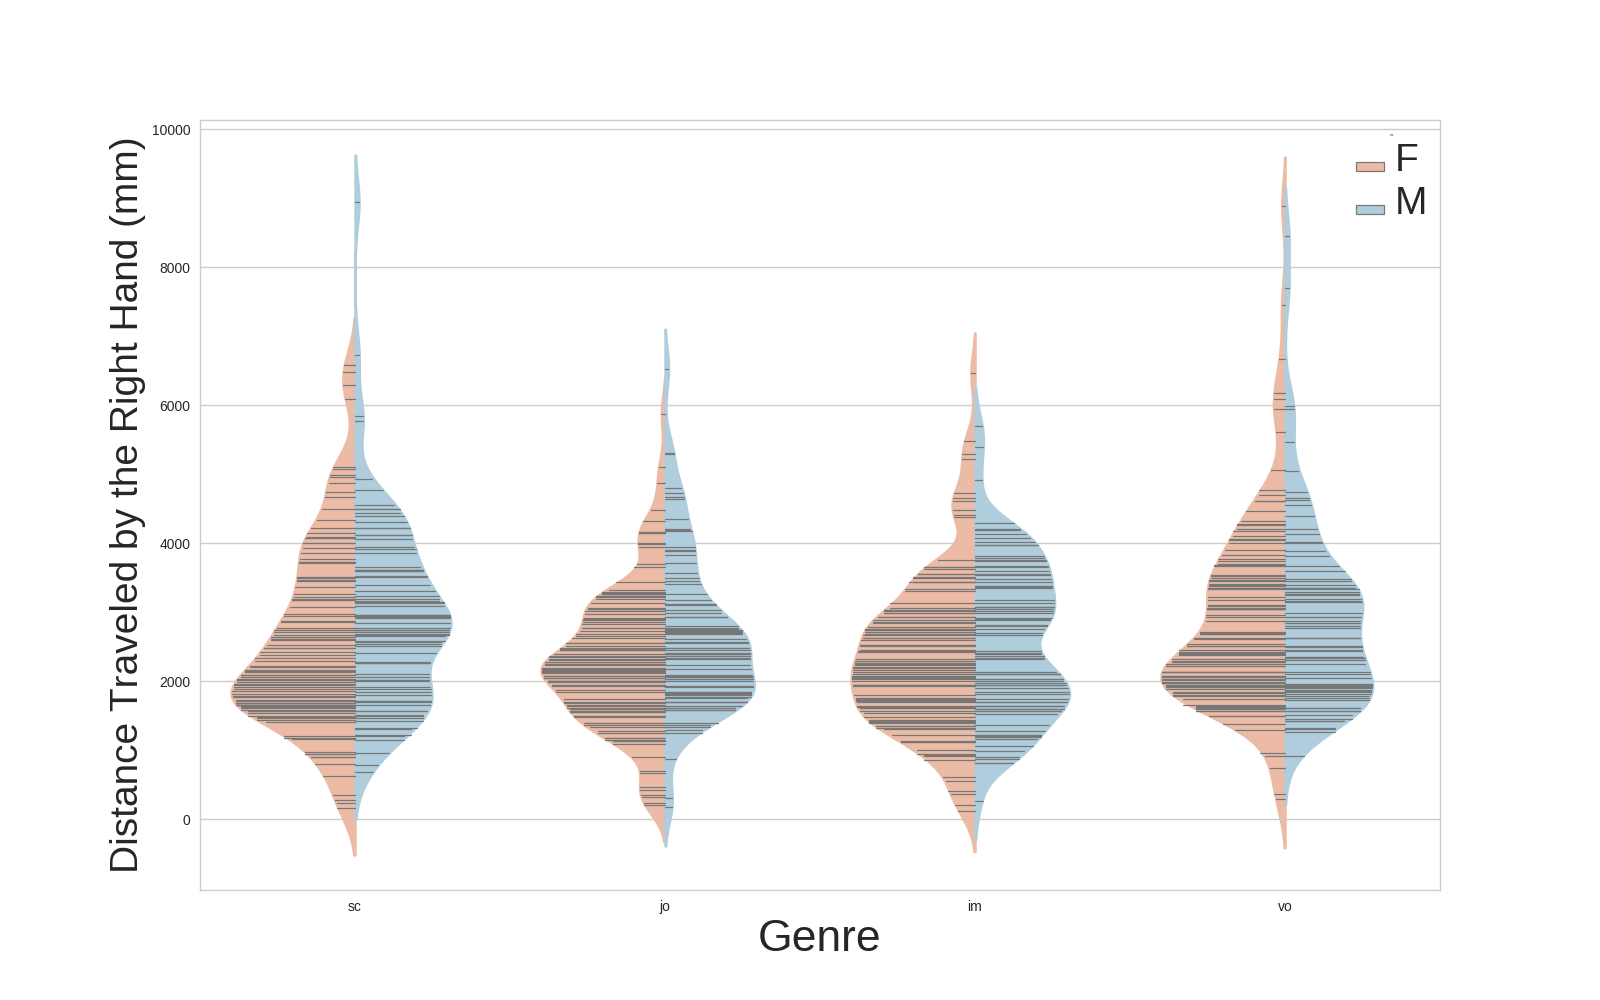 10000
8000
6000
4000
2000
0
Distance Traveled by the Right Hand (mm)
F
M
sc
jo
im
vo
Genre